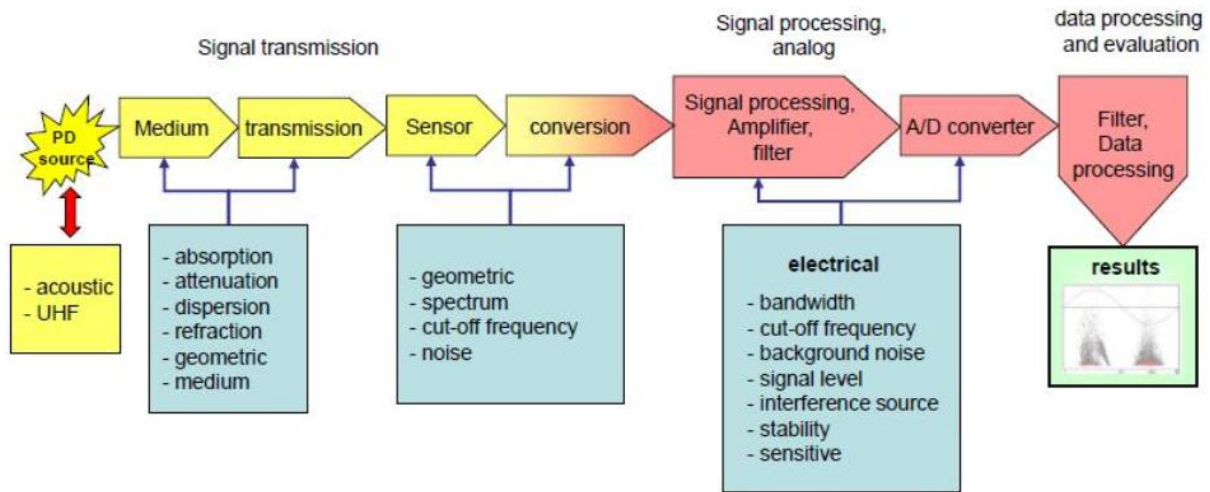 Signal transmission
Signal processing,
analog
data processing
and evaluation
PD
source
Medium
transmission
Sensor
conversion
Signal processing,
Amplifier,
filter
A/D converter
Filter,
Data
processing
- acoustic
- UHF
- absorption
- attenuation
- dispersion
- refraction
- geometric
- medium
- geometric
- spectrum
- cut-off frequency
- noise
electrical
- bandwidth
- cut-off frequency
- background noise
- signal level
- interference source
- stability
- sensitive
results